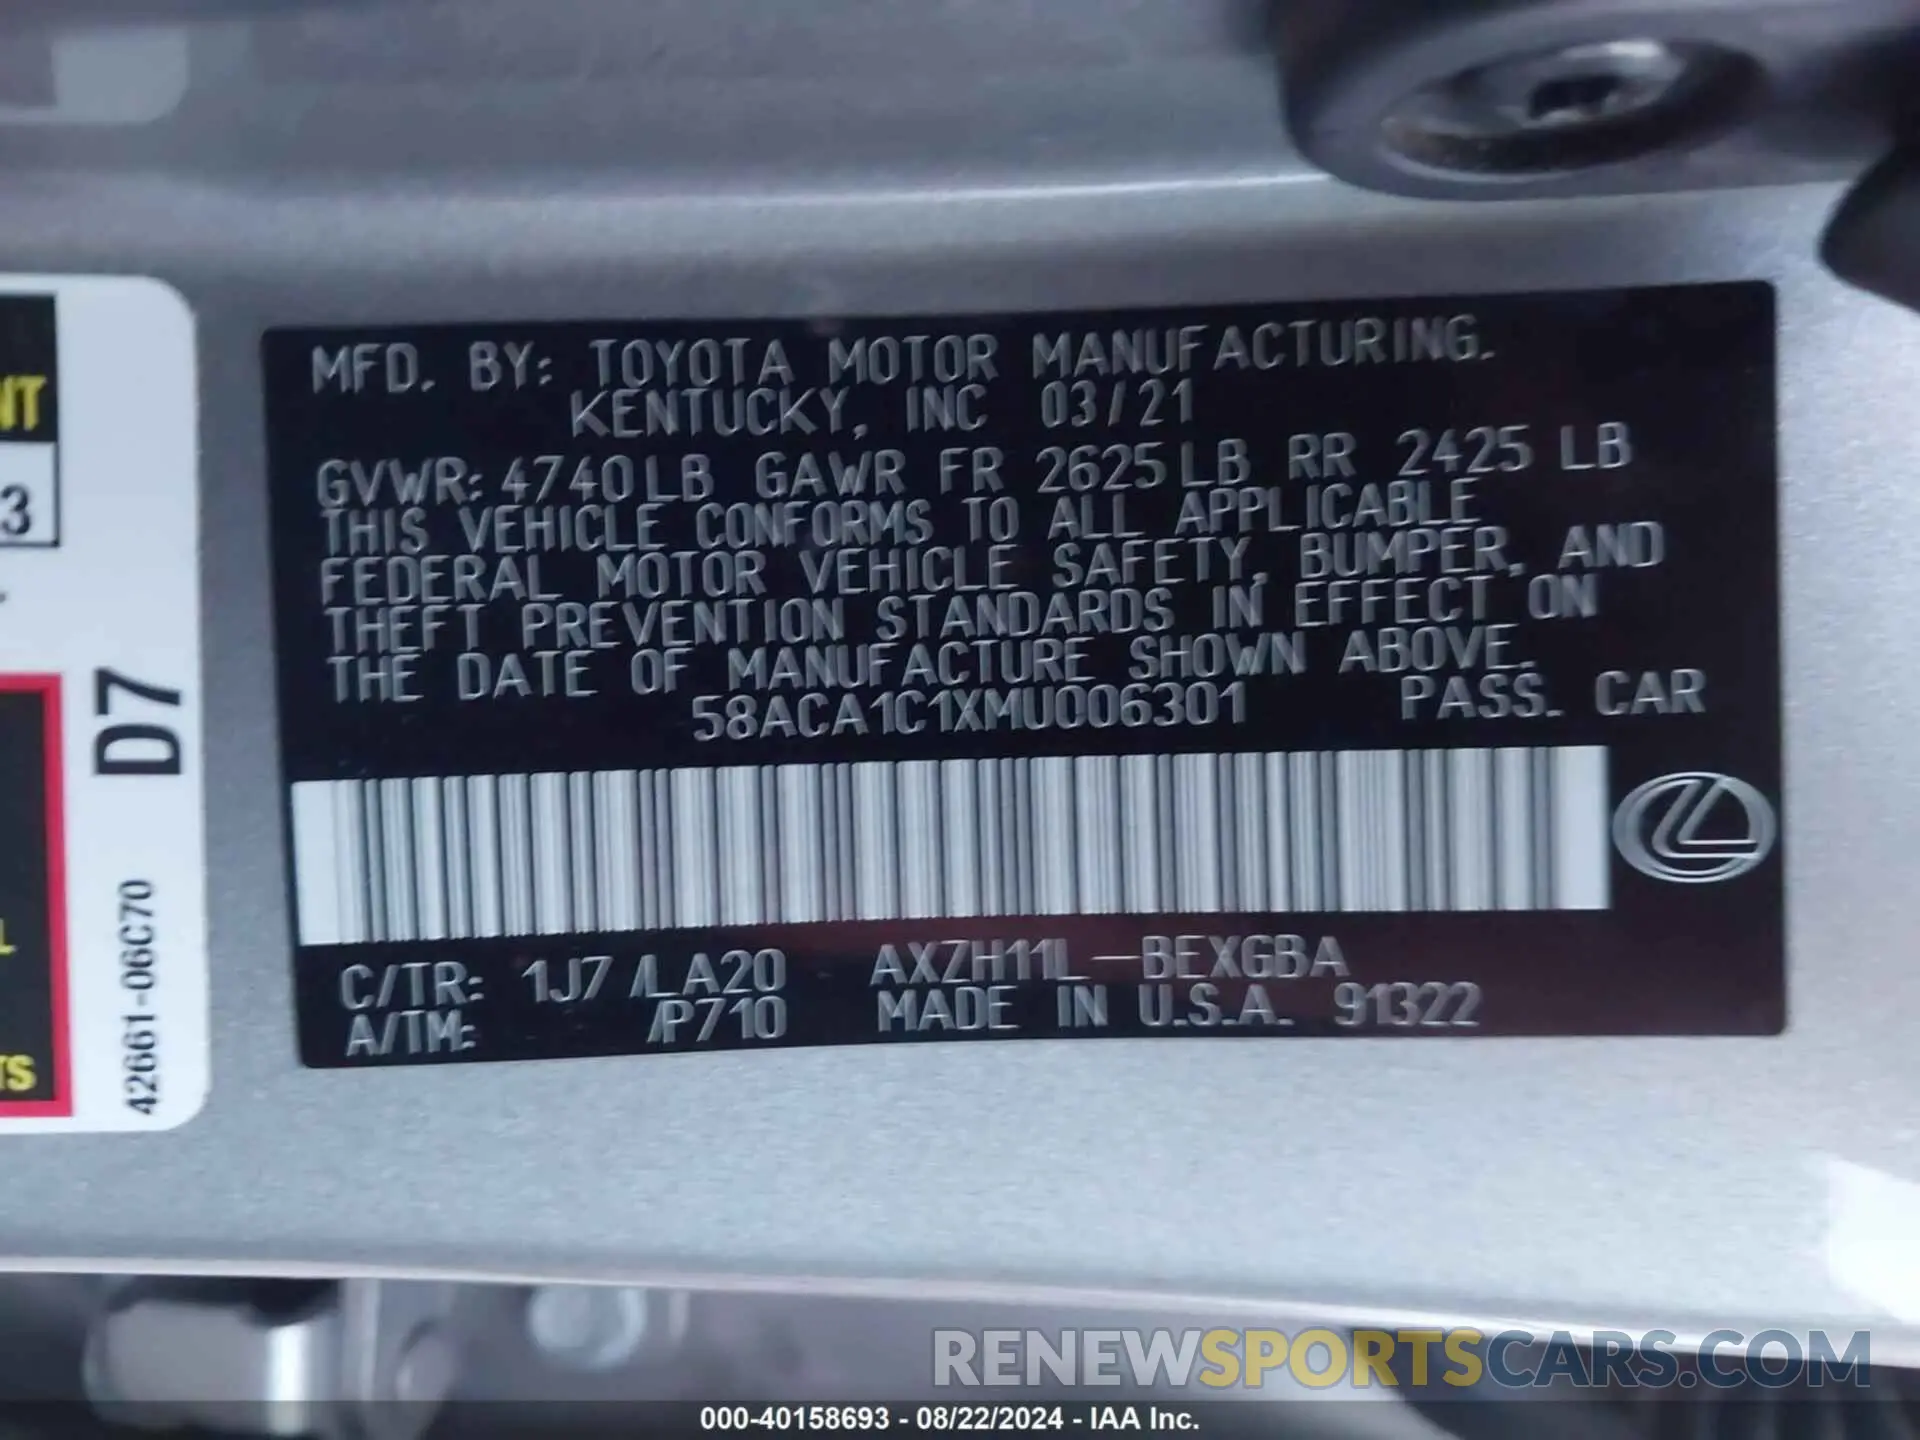 MFD. BY: TOYOTA MOTOR MANUFACTURING.
KENTUCKY, INC 03/21
GVWR: 4740LB GAWR FR 2625LB RR 2425 LB
THIS VEHICLE CONFORMS TO ALL APPLICABLE
FEDERAL MOTOR VEHICLE SAFETY, BUMPER, AND
THEFT PREVENTION STANDARDS IN EFFECT ON
THE DATE OF MANUFACTURE SHOWN ABOVE.
58ACA1C1XMU006301 PASS. CAR
C/TR: 1J7 /LA20 AXZH11L-BEXGBA
A/TM: /P710 MADE IN U.S.A. 91322
NT
3
D7
L
TS
42661-06C70
RENEWSPORTSCARS.COM
000-40158693 - 08/22/2024 - IAA Inc.